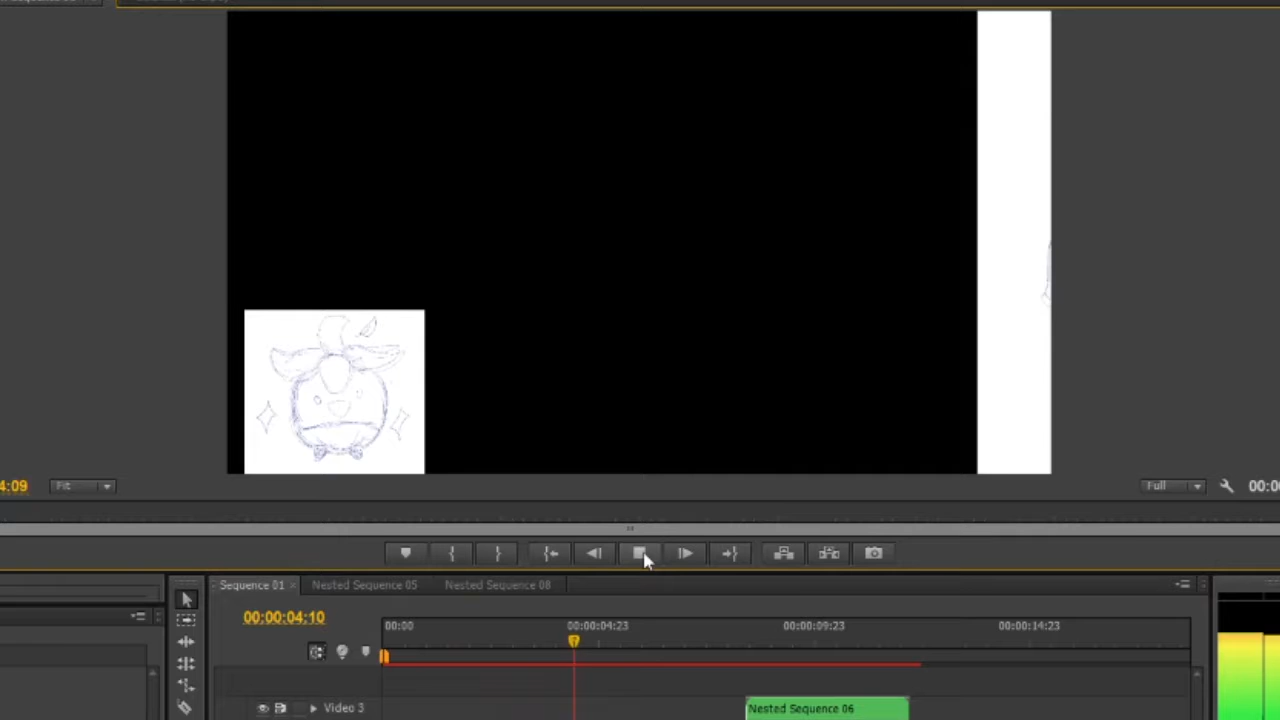 4:09
Fit
Full
00:00
Sequence 01
Nested Sequence 05
Nested Sequence 08
00;00;04;10
00:00
00:00:04:23
00:00:09:23
00:00:14:23
Video 3
Nested Sequence 06